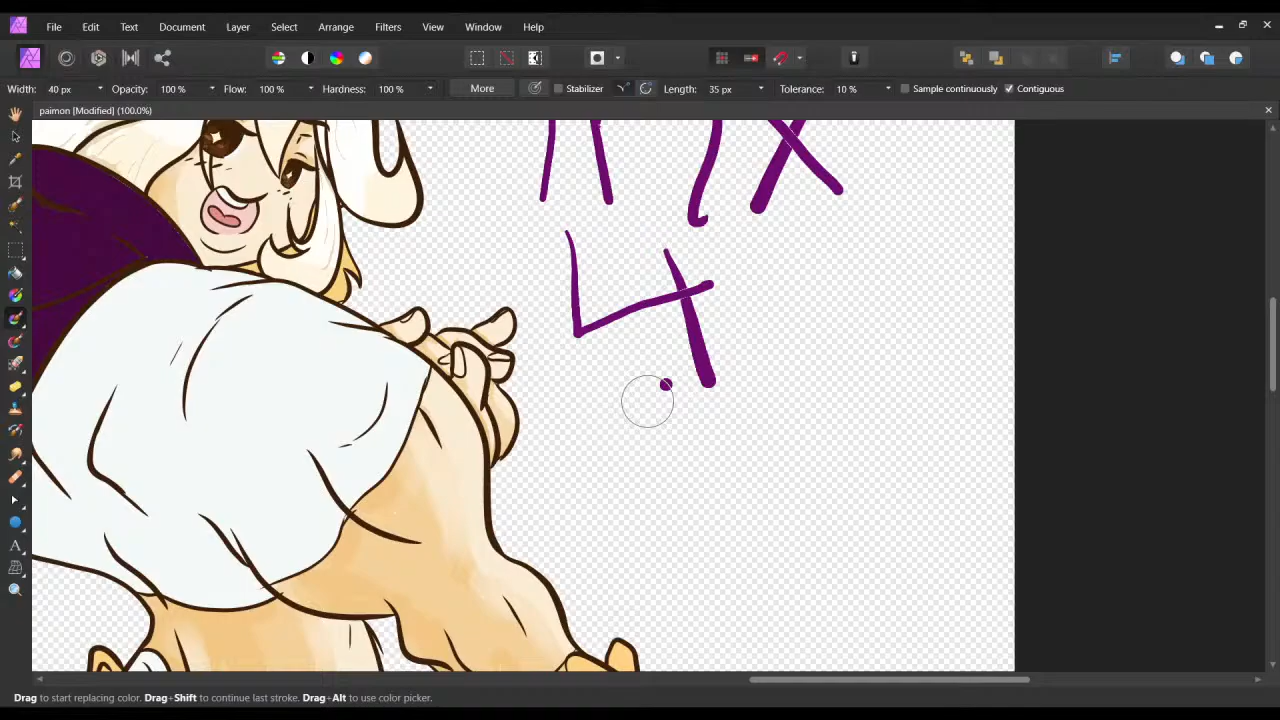 File Edit Text Document Layer Select Arrange Filters View Window Help
Width: 40 px Opacity: 100 % Flow: 100 % Hardness: 100 % More Stabilizer Length: 35 px Tolerance: 10 % Sample continuously Contiguous
paimon [Modified] (100.0%)
4
Drag to start replacing color. Drag+Shift to continue last stroke. Drag+Alt to use color picker.